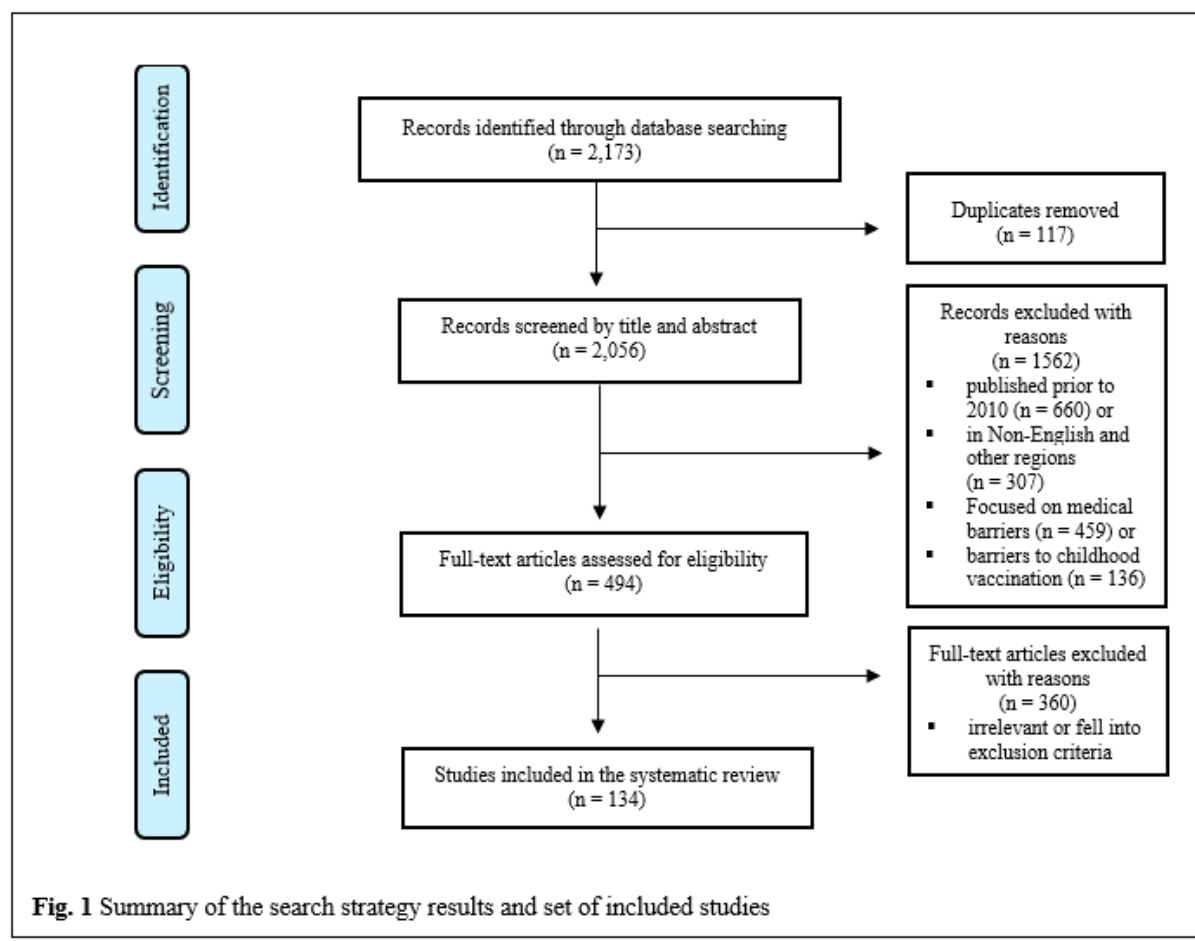 Identification
Records identified through database searching
(n = 2,173)
Duplicates removed
(n = 117)
Screening
Records screened by title and abstract
(n = 2,056)
Records excluded with
reasons
(n = 1562)
▪ published prior to
2010 (n = 660) or
▪ in Non-English and
other regions
(n = 307)
▪ Focused on medical
barriers (n = 459) or
▪ barriers to childhood
vaccination (n = 136)
Eligibility
Full-text articles assessed for eligibility
(n = 494)
Full-text articles excluded
with reasons
(n = 360)
▪ irrelevant or fell into
exclusion criteria
Included
Studies included in the systematic review
(n = 134)
Fig. 1 Summary of the search strategy results and set of included studies